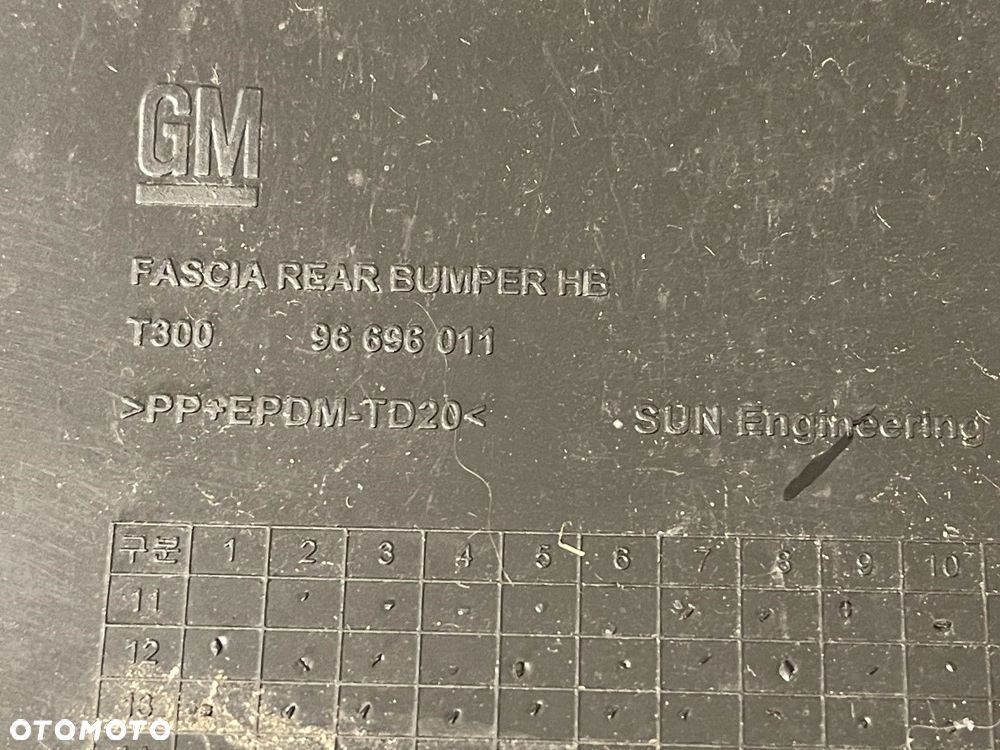 GM
FASCIA REAR BUMPER HB
T300 96 696 011
>PP+EPDM-TD20< SUN Engineering
구분 1 2 3 4 5 6 7 8 9 10
11
12
13
OTOMOTO